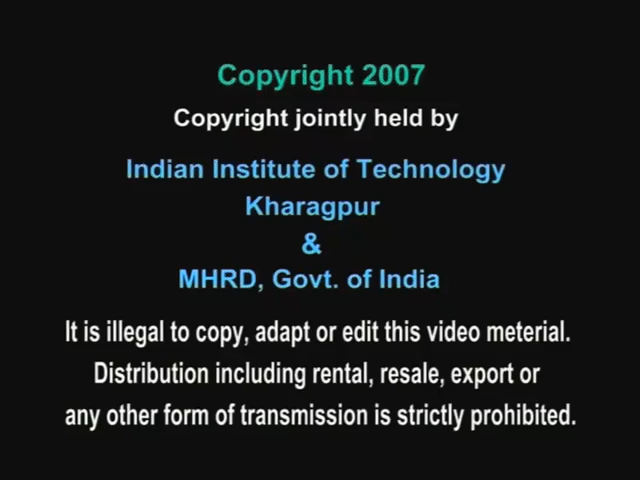 Copyright 2007
Copyright jointly held by
Indian Institute of Technology
Kharagpur
&
MHRD, Govt. of India
It is illegal to copy, adapt or edit this video meterial.
Distribution including rental, resale, export or
any other form of transmission is strictly prohibited.